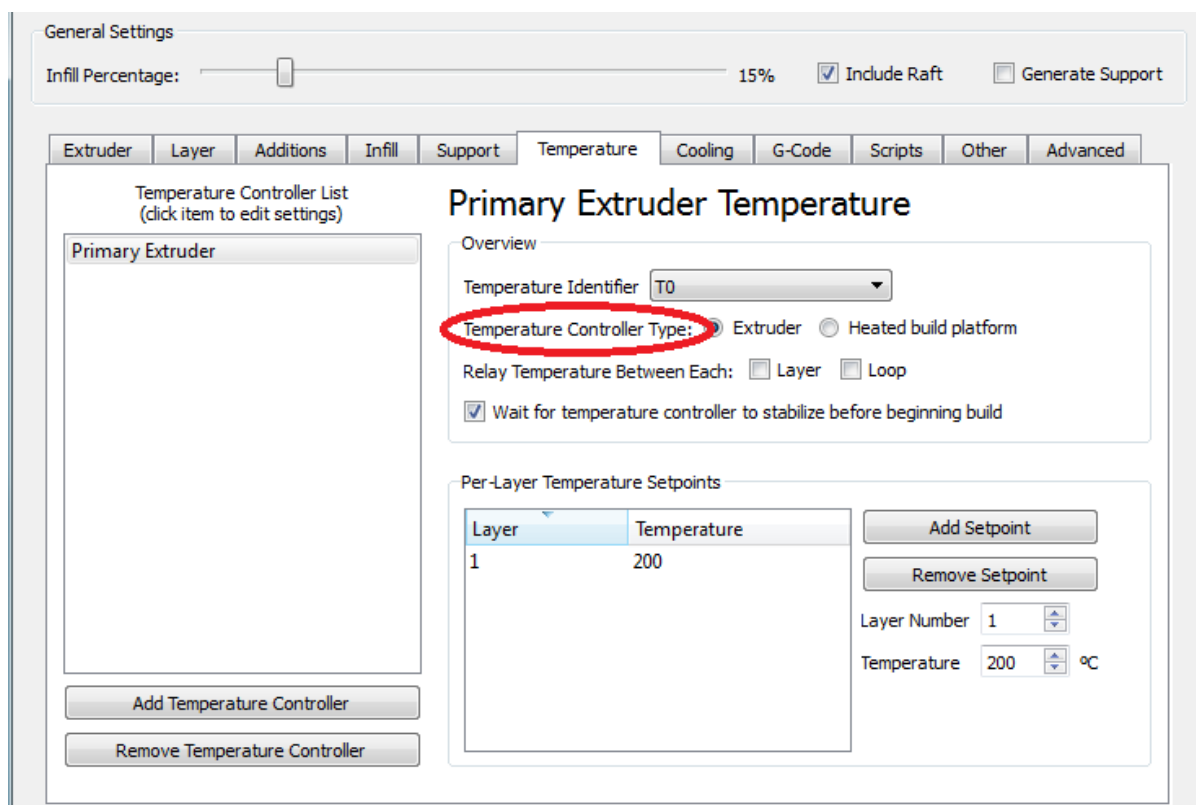 General Settings
Infill Percentage: 15% Include Raft Generate Support
Extruder Layer Additions Infill Support Temperature Cooling G-Code Scripts Other Advanced
Temperature Controller List
(click item to edit settings)
Primary Extruder
Add Temperature Controller
Remove Temperature Controller
Primary Extruder Temperature
Overview
Temperature Identifier T0
Temperature Controller Type: Extruder Heated build platform
Relay Temperature Between Each: Layer Loop
Wait for temperature controller to stabilize before beginning build
Per-Layer Temperature Setpoints
Layer Temperature
1 200
Add Setpoint
Remove Setpoint
Layer Number 1
Temperature 200 ºC